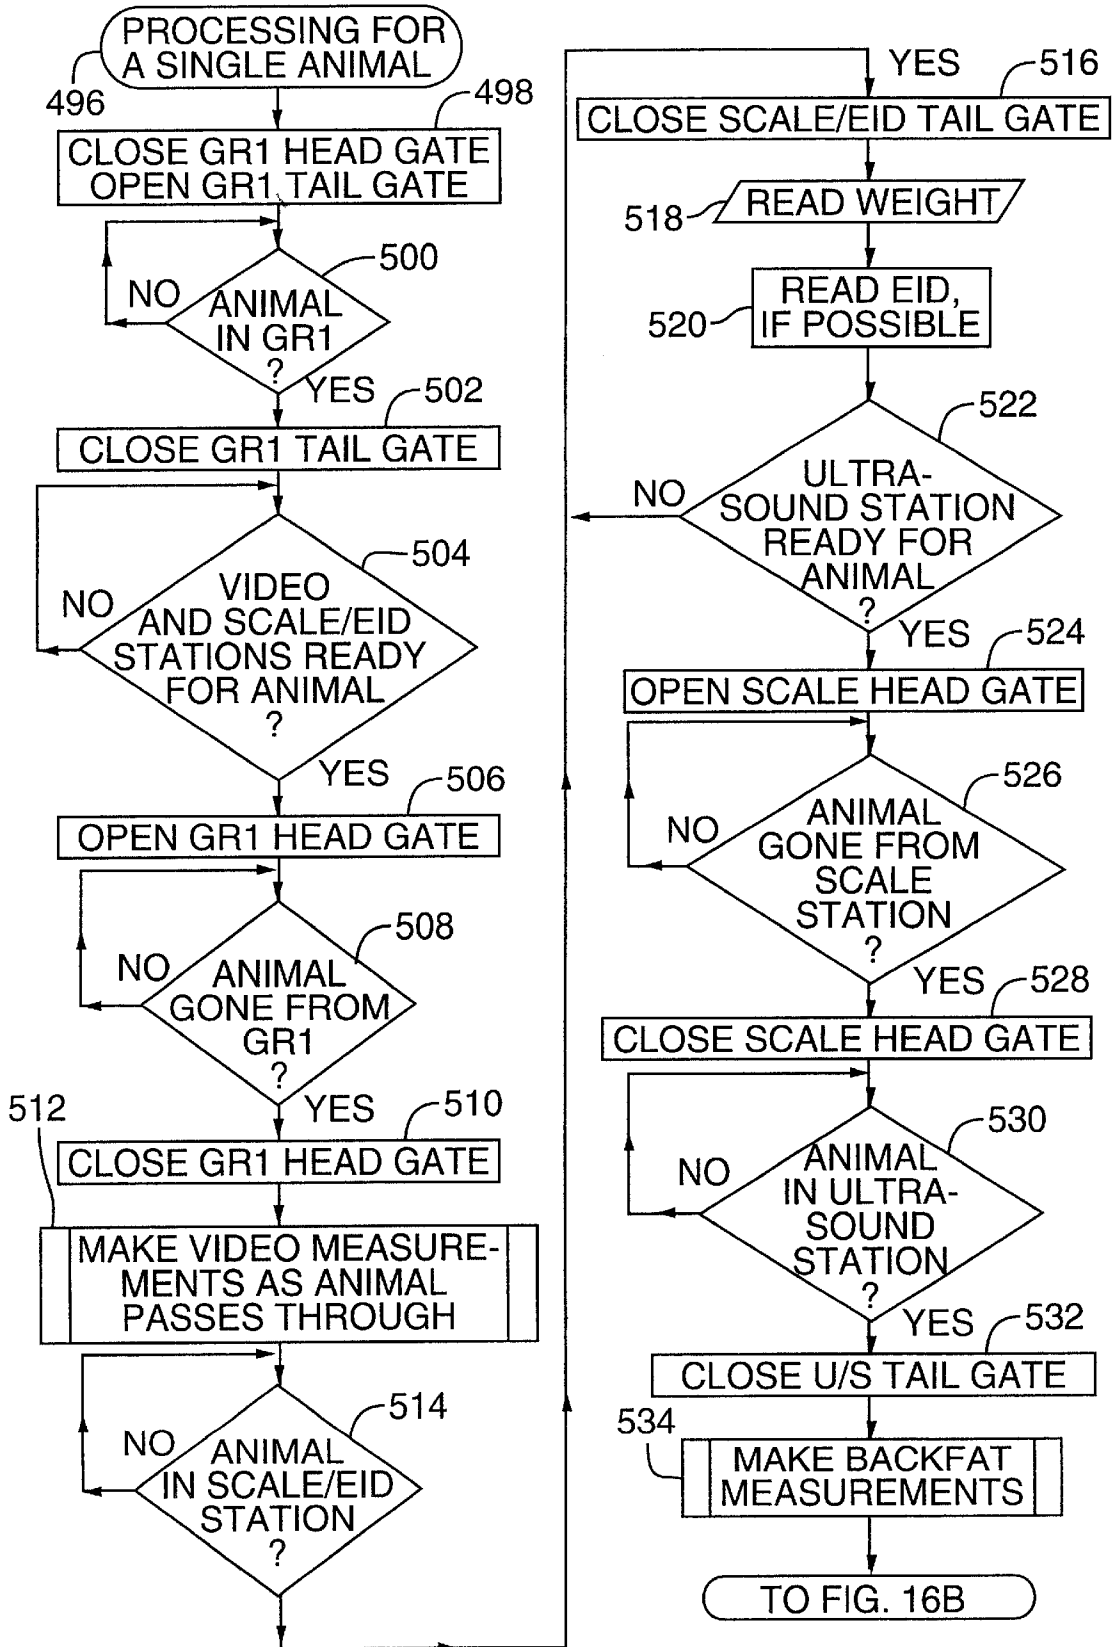 PROCESSING FOR
A SINGLE ANIMAL
496
498
CLOSE GR1 HEAD GATE
OPEN GR1 TAIL GATE
500
NO
ANIMAL
IN GR1
?
YES
502
CLOSE GR1 TAIL GATE
504
NO
VIDEO
AND SCALE/EID
STATIONS READY
FOR ANIMAL
?
YES
506
OPEN GR1 HEAD GATE
508
NO
ANIMAL
GONE FROM
GR1
?
YES
512
510
CLOSE GR1 HEAD GATE
MAKE VIDEO MEASURE-
MENTS AS ANIMAL
PASSES THROUGH
514
NO
ANIMAL
IN SCALE/EID
STATION
?
YES
516
CLOSE SCALE/EID TAIL GATE
518
READ WEIGHT
520
READ EID,
IF POSSIBLE
522
NO
ULTRA-
SOUND STATION
READY FOR
ANIMAL
?
YES
524
OPEN SCALE HEAD GATE
526
NO
ANIMAL
GONE FROM
SCALE
STATION
?
YES
528
CLOSE SCALE HEAD GATE
530
NO
ANIMAL
IN ULTRA-
SOUND
STATION
?
YES
532
CLOSE U/S TAIL GATE
534
MAKE BACKFAT
MEASUREMENTS
TO FIG. 16B